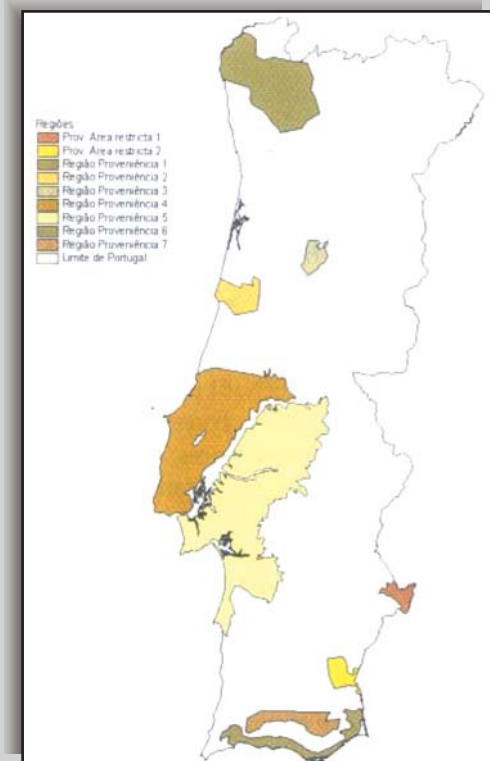 Regiões
Prov. Área restricta 1
Prov. Área restricta 2
Região Proveniência 1
Região Proveniência 2
Região Proveniência 3
Região Proveniência 4
Região Proveniência 5
Região Proveniência 6
Região Proveniência 7
Limite de Portugal